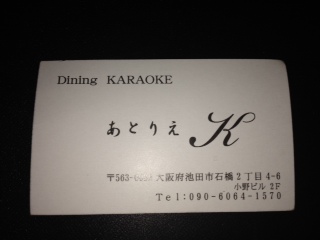 Dining KARAOKE
あとりえ K
大阪府池田市石橋2丁目4-6
小野ビル 2F
Tel:090-6064-1570